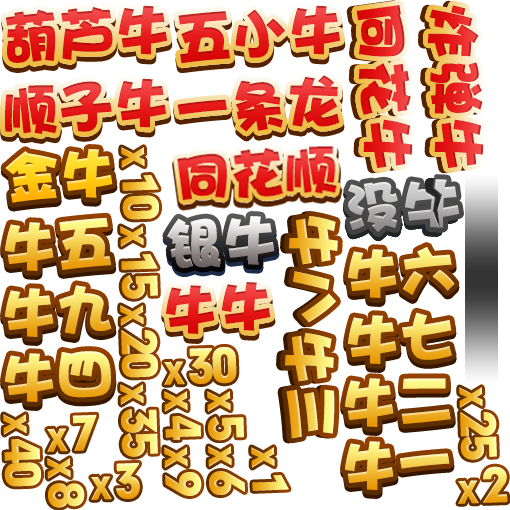 葫芦牛
五小牛
同花牛
炸弹牛
顺子牛
一条龙
金牛
x10
同花顺
没牛
牛五
x15
银牛
牛八
牛六
牛九
x20
牛牛
牛七
牛四
x30
牛三
牛二
x35
x40
x7
x4
x5
x25
牛一
x8
x3
x9
x6
x1
x2